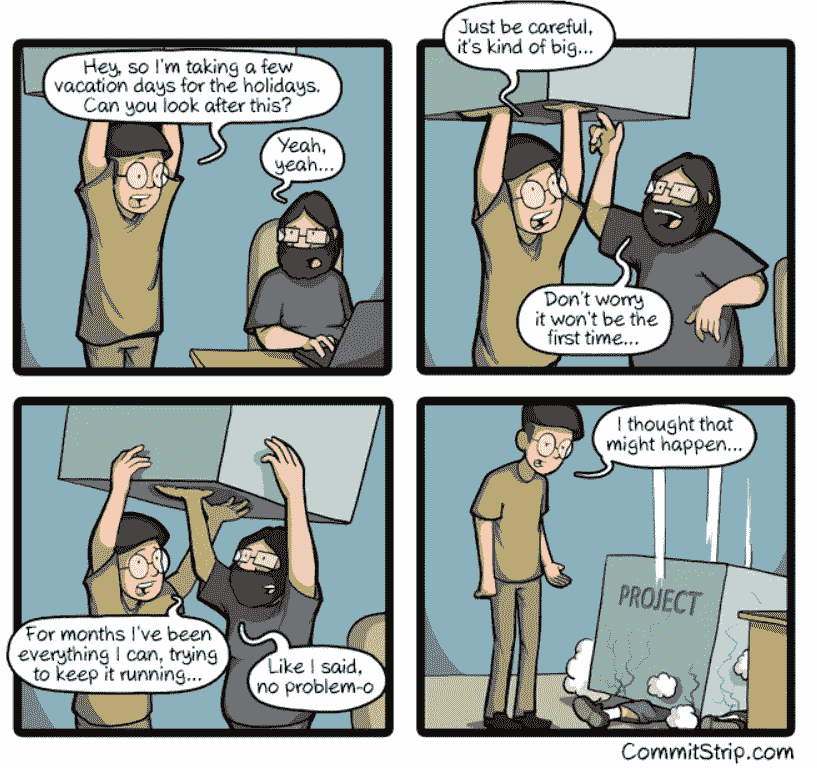 Hey, so I'm taking a few
vacation days for the holidays.
Can you look after this?
Yeah,
yeah...
Just be careful,
it's kind of big...
Don't worry
it won't be the
first time...
For months I've been
everything I can, trying
to keep it running...
Like I said,
no problem-o
I thought that
might happen...
PROJECT
CommitStrip.com